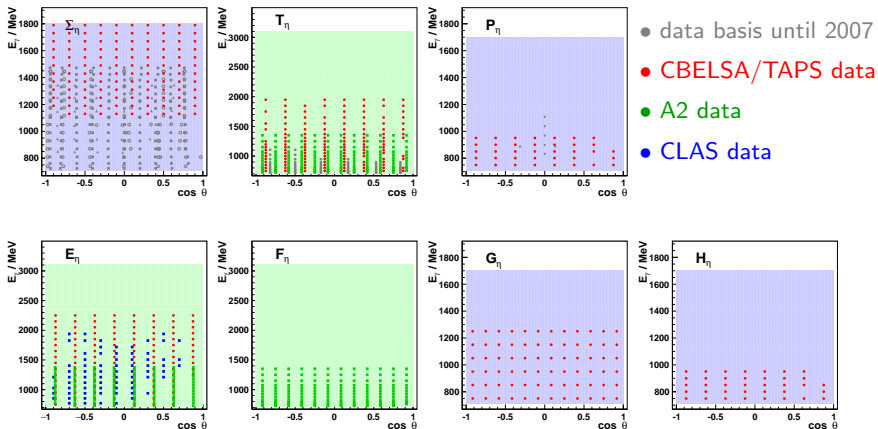 Σ_η
E_γ / MeV
1800
1600
1400
1200
1000
800
-1 -0.5 0 0.5 1
cos θ
T_η
E_γ / MeV
3000
2500
2000
1500
1000
-1 -0.5 0 0.5 1
cos θ
P_η
E_γ / MeV
1800
1600
1400
1200
1000
800
-1 -0.5 0 0.5 1
cos θ
● data basis until 2007
● CBELSA/TAPS data
● A2 data
● CLAS data
E_η
E_γ / MeV
3000
2500
2000
1500
1000
-1 -0.5 0 0.5 1
cos θ
F_η
E_γ / MeV
3000
2500
2000
1500
1000
-1 -0.5 0 0.5 1
cos θ
G_η
E_γ / MeV
1800
1600
1400
1200
1000
800
-1 -0.5 0 0.5 1
cos θ
H_η
E_γ / MeV
1800
1600
1400
1200
1000
800
-1 -0.5 0 0.5 1
cos θ